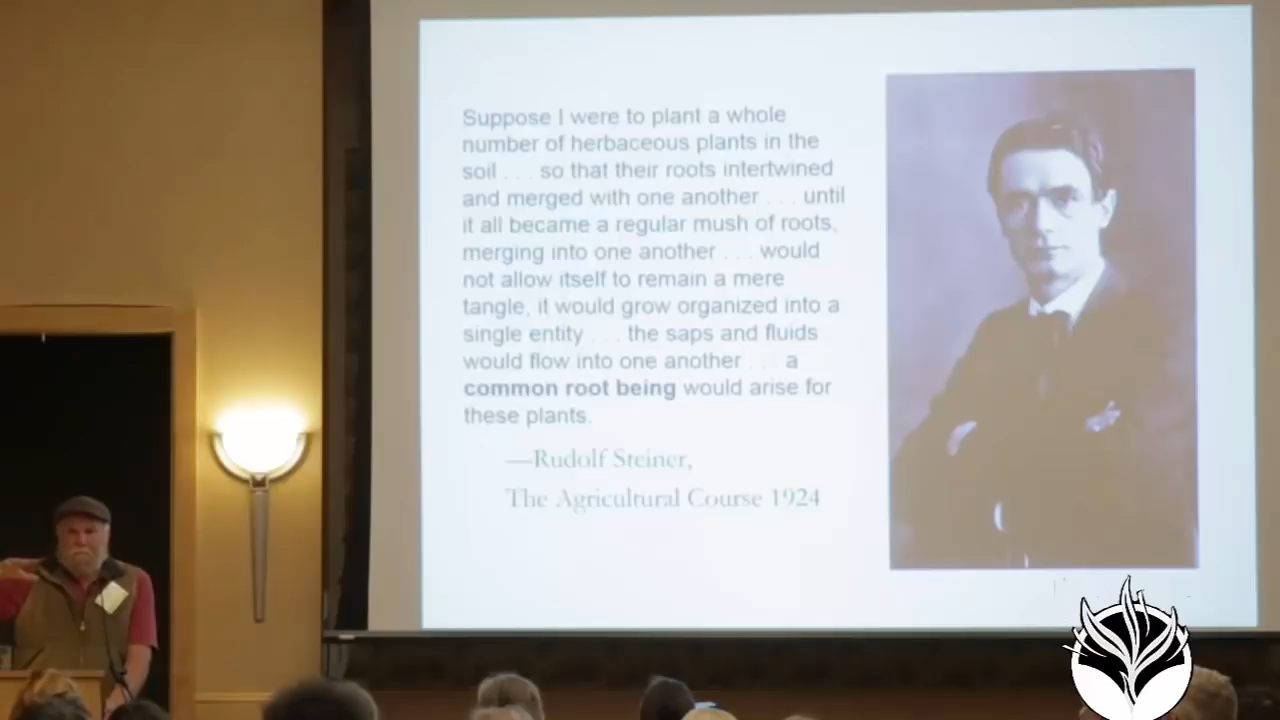 Suppose I were to plant a whole
number of herbaceous plants in the
soil . . . so that their roots intertwined
and merged with one another . . . until
it all became a regular mush of roots,
merging into one another . . . would
not allow itself to remain a mere
tangle, it would grow organized into a
single entity . . . the saps and fluids
would flow into one another . . . a
common root being would arise for
these plants.
—Rudolf Steiner,
The Agricultural Course 1924